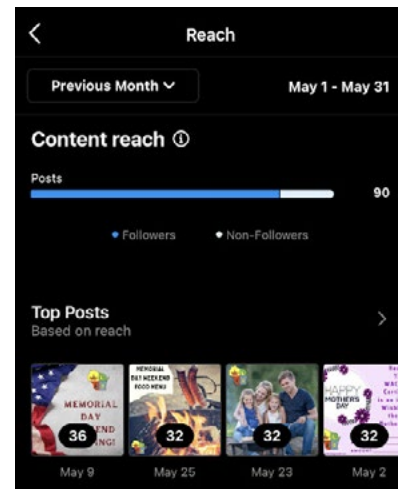 Reach
Previous Month
May 1 - May 31
Content reach
Posts
90
Followers
Non-Followers
Top Posts
Based on reach
MEMORIAL
DAY
36
May 9
MEMORIAL
DAY WEEKEND
FOOD MENU
32
May 25
32
May 23
HAPPY
MOTHERS
DAY
32
May 2